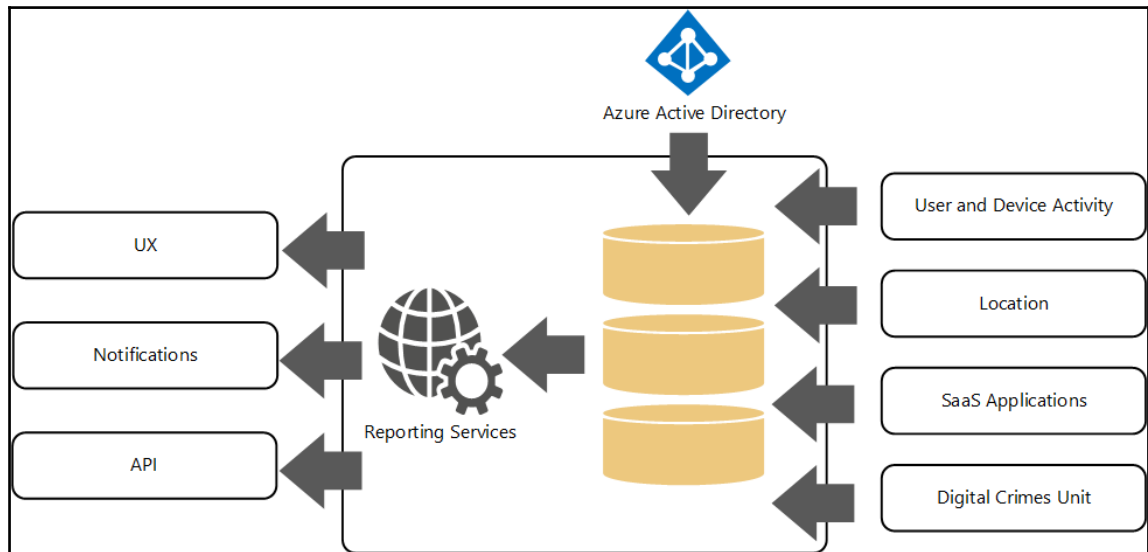 Azure Active Directory
User and Device Activity
UX
Location
Notifications
SaaS Applications
Reporting Services
API
Digital Crimes Unit